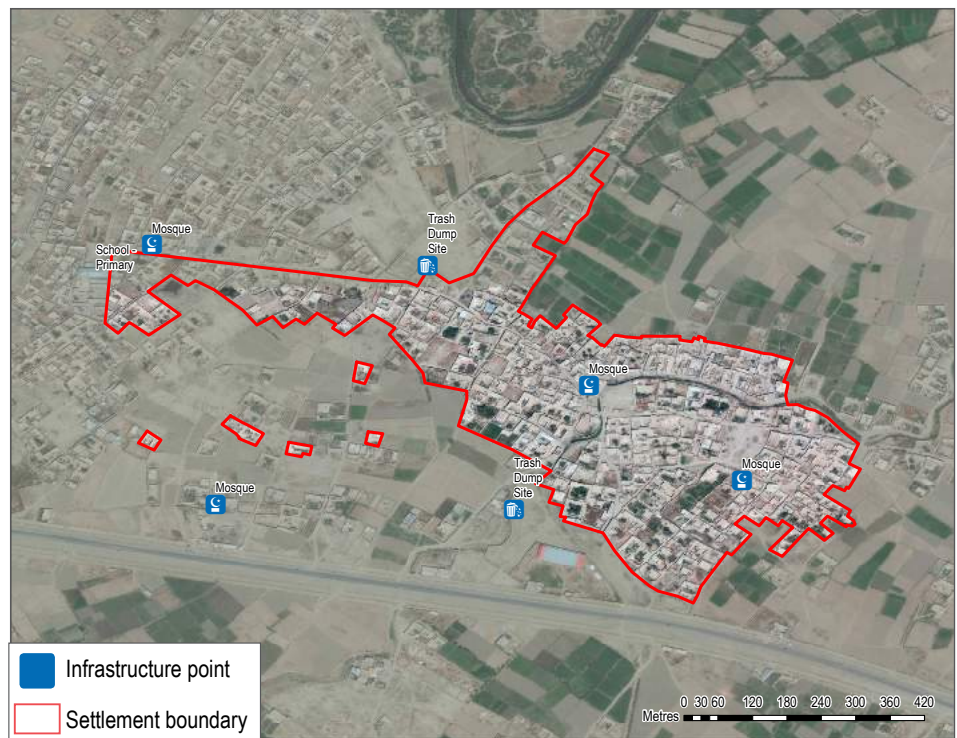 Mosque
School -
Primary
Trash
Dump
Site
Mosque
Mosque
Trash
Dump
Site
Mosque
Infrastructure point
Settlement boundary
0 30 60 120 180 240 300 360 420
Metres